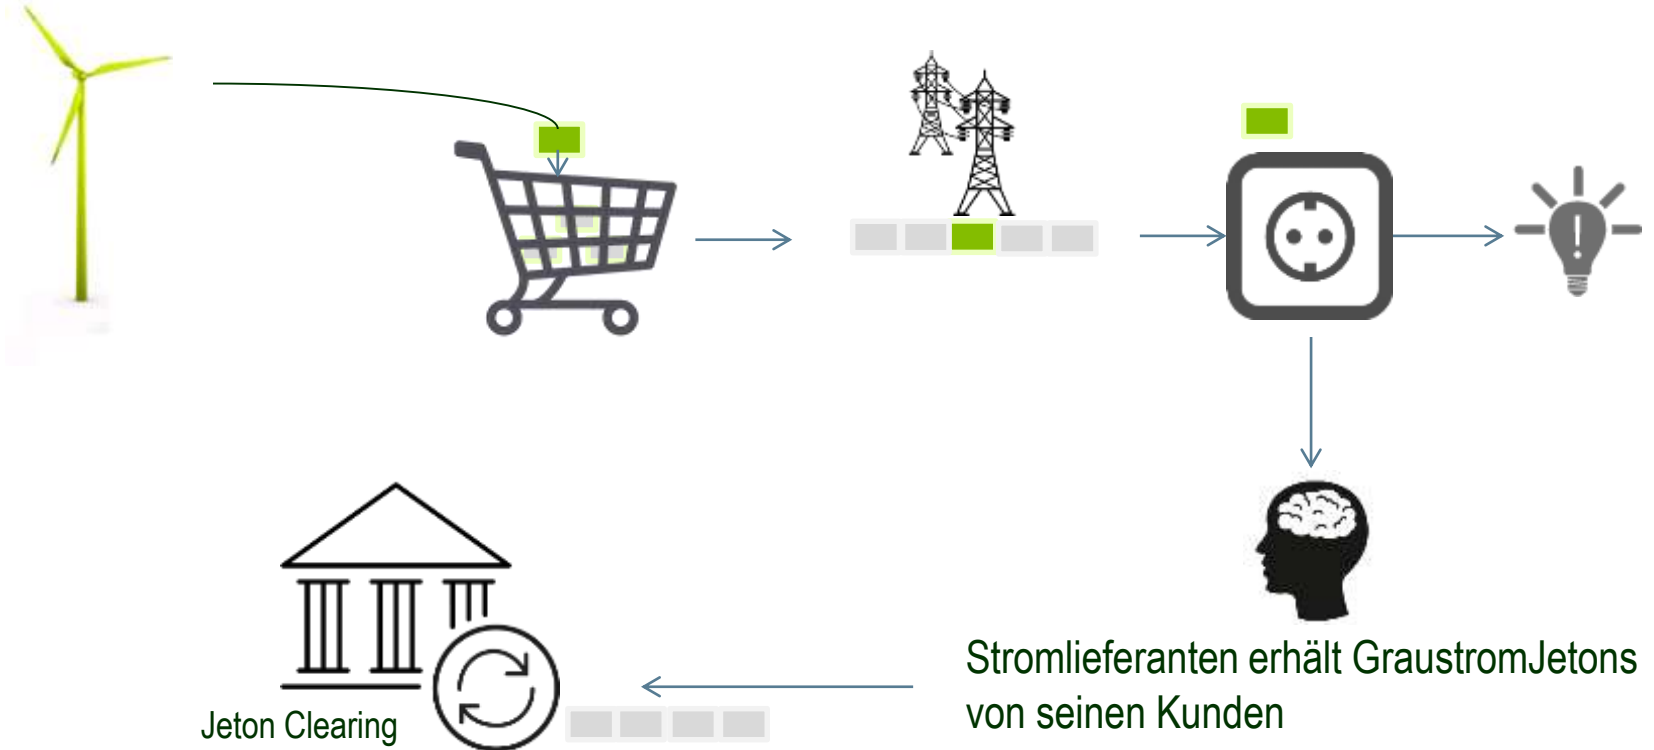 Stromlieferanten erhält GraustromJetons
von seinen Kunden
Jeton Clearing